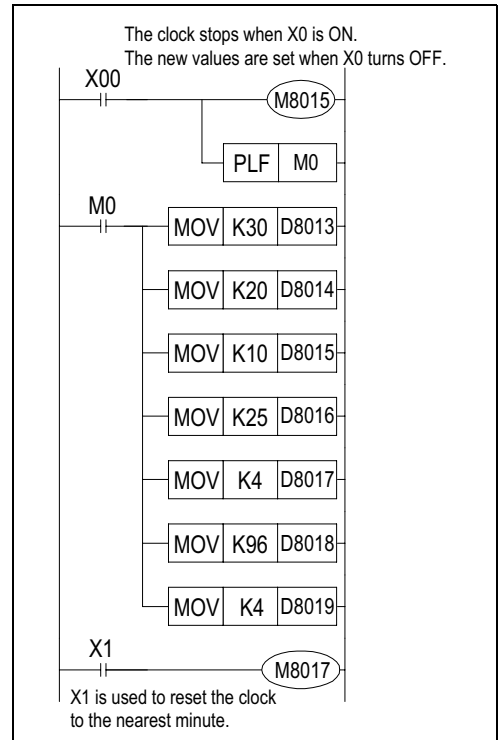 The clock stops when X0 is ON.
The new values are set when X0 turns OFF.
X00
M8015
PLF M0
M0
MOV K30 D8013
MOV K20 D8014
MOV K10 D8015
MOV K25 D8016
MOV K4 D8017
MOV K96 D8018
MOV K4 D8019
X1
M8017
X1 is used to reset the clock
to the nearest minute.